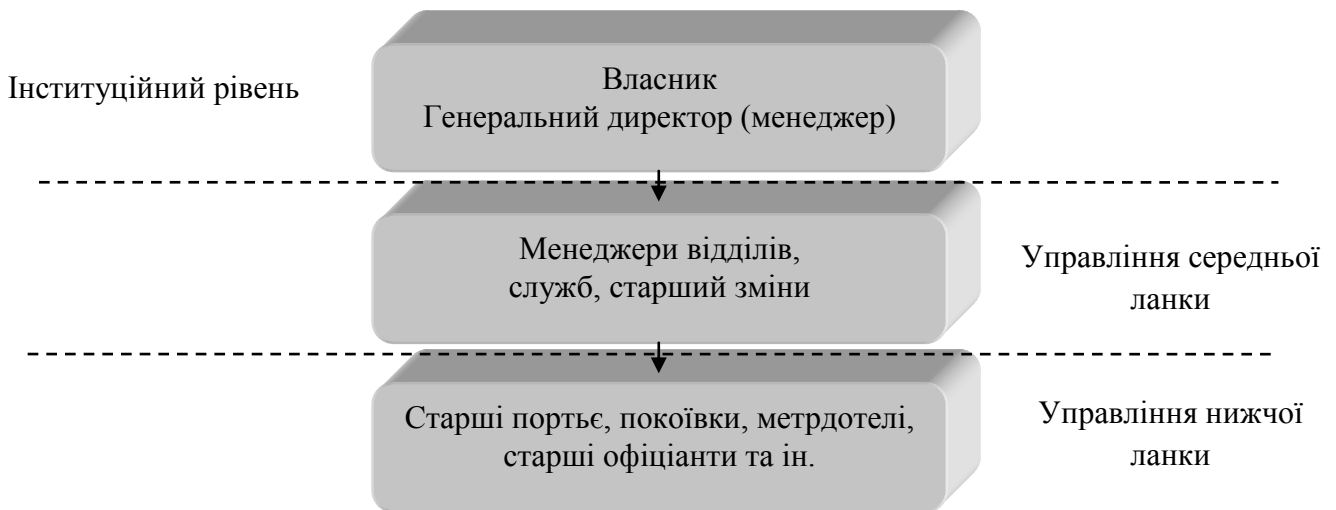 Інституційний рівень
Власник
Генеральний директор (менеджер)
Менеджери відділів,
служб, старший зміни
Управління середньої
ланки
Старші портьє, покоївки, метрдотелі,
старші офіціанти та ін.
Управління нижчої
ланки